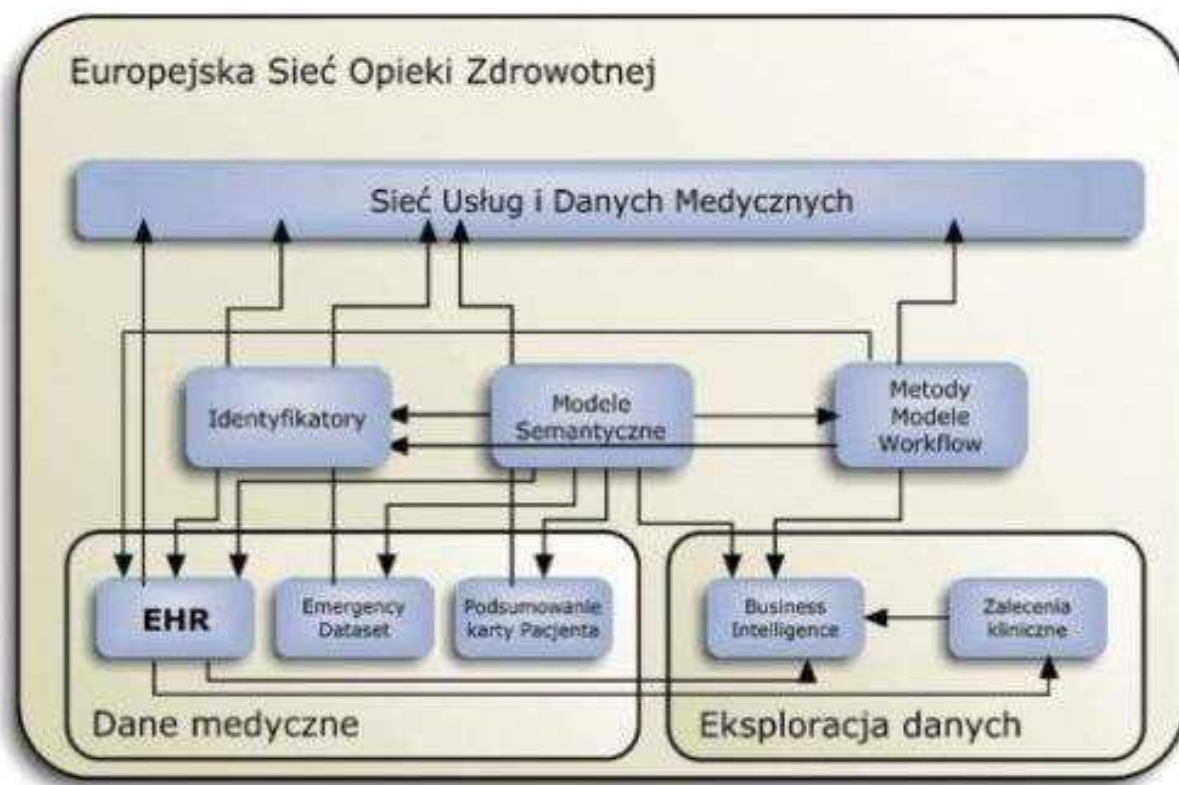 Europejska Sieć Opieki Zdrowotnej
Sieć Usług i Danych Medycznych
Identyfikatory
Modele
Semantyczne
Metody
Modele
Workflow
EHR
Emergency
Dataset
Podsumowanie
karty Pacjenta
Business
Intelligence
Zalecenia
kliniczne
Dane medyczne
Eksploracja danych